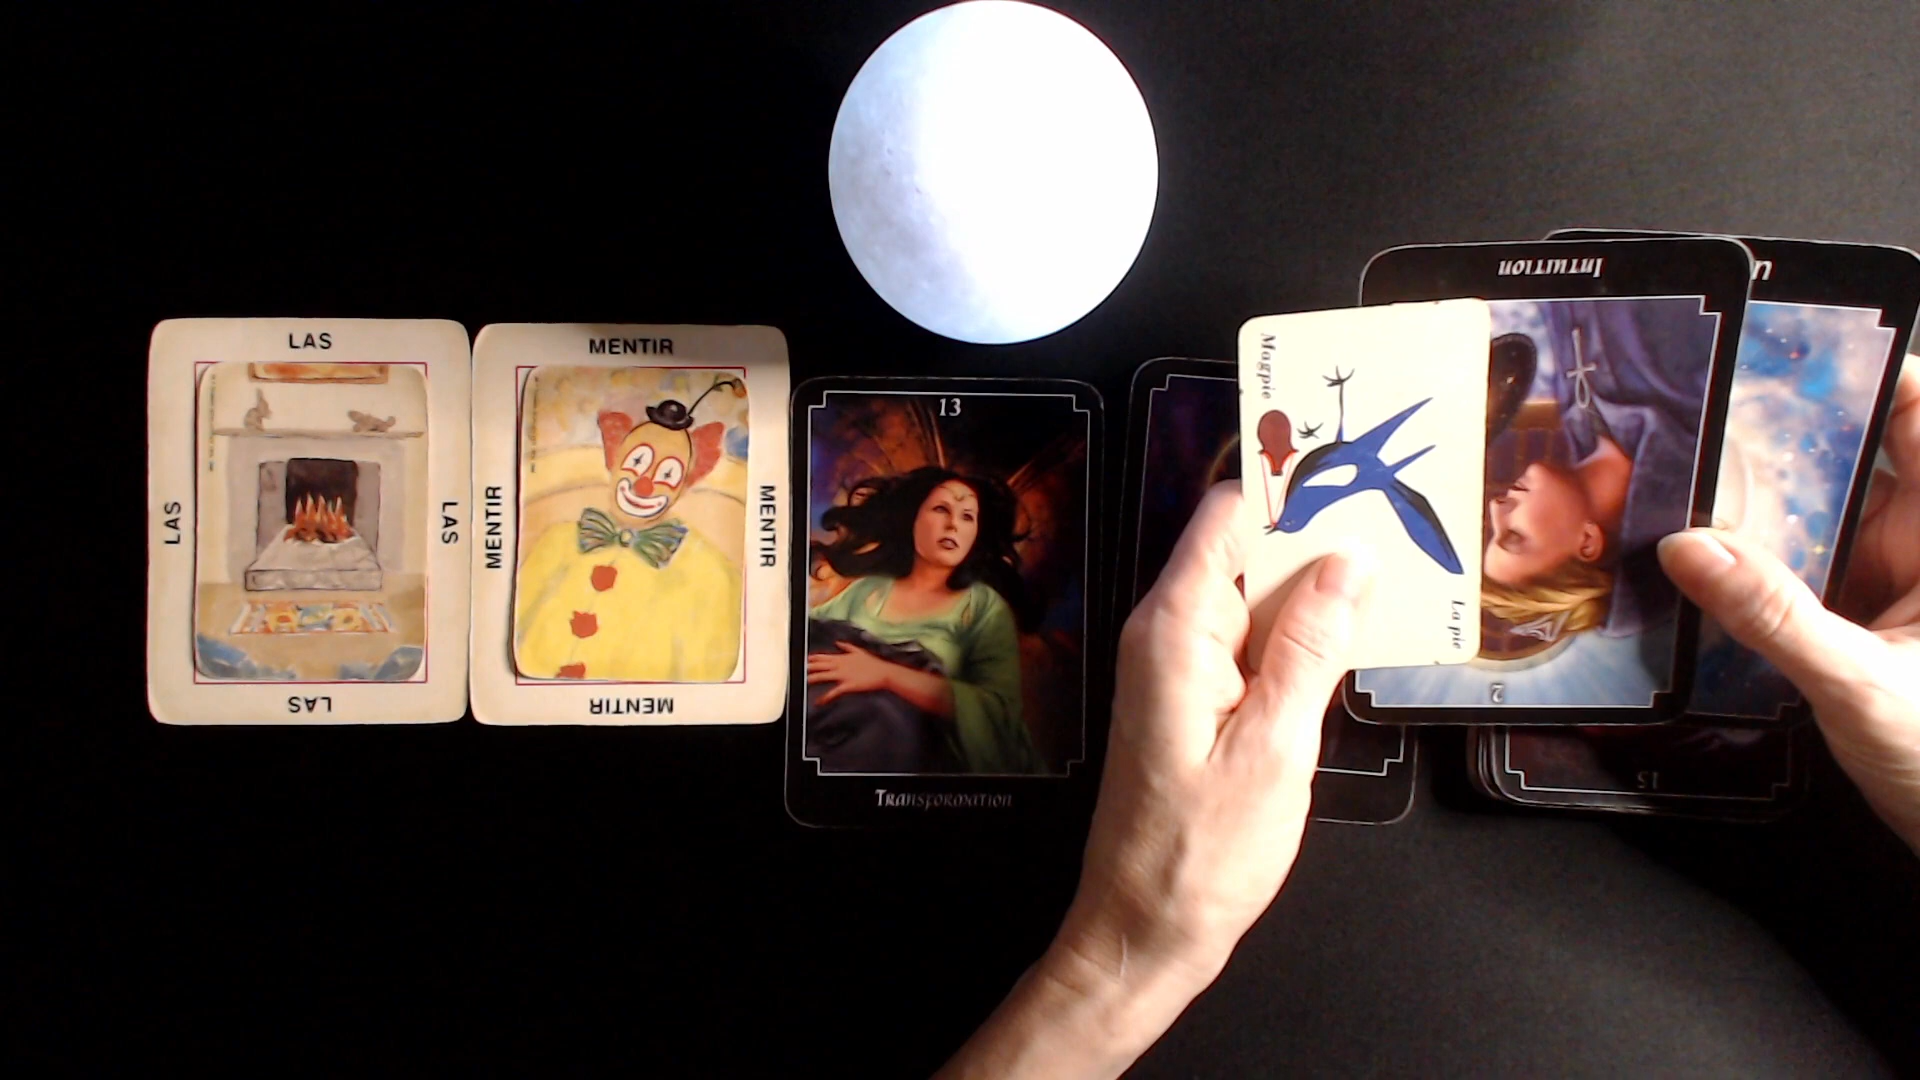 LAS
LAS
LAS
LAS
MENTIR
MENTIR
MENTIR
MENTIR
13
Transformation
Magpie
La pie
Intuition
2
n
15